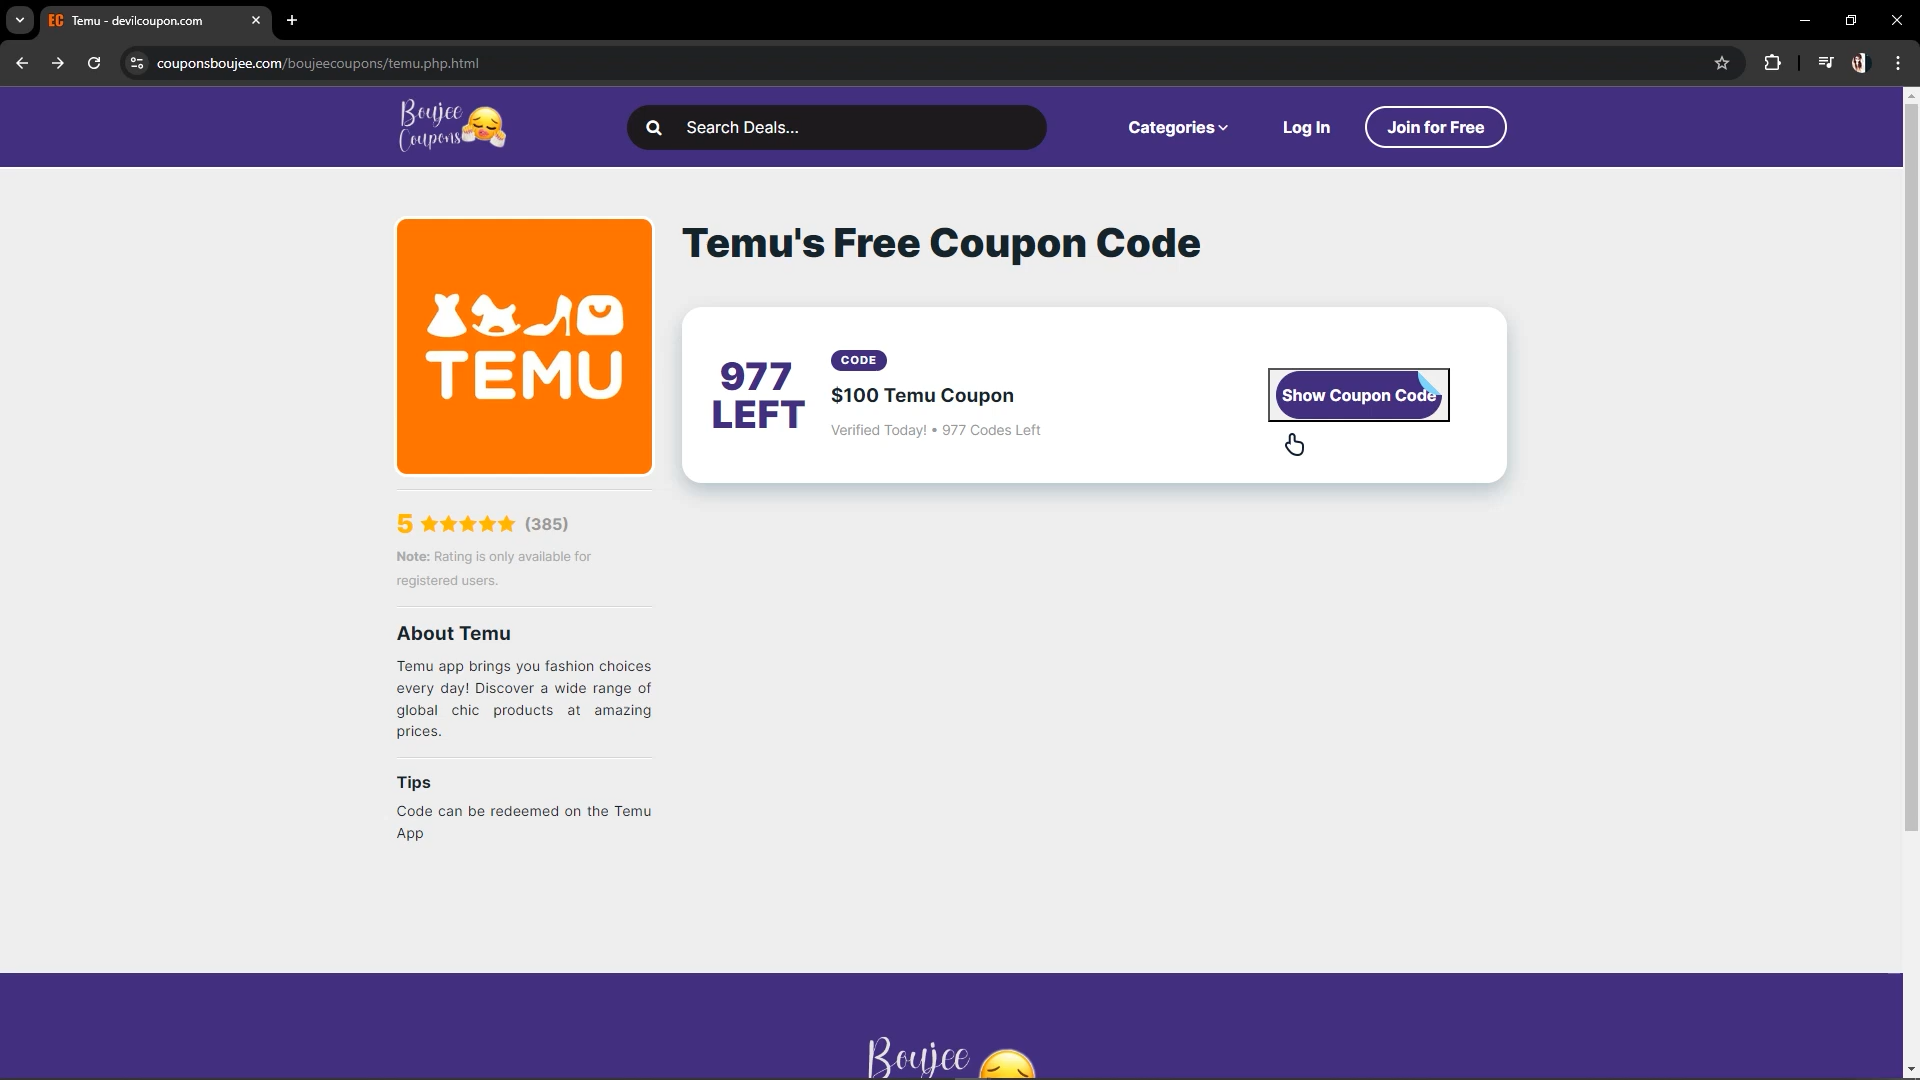 EC Temu - devilcoupon.com
couponsboujee.com/boujeecoupons/temu.php.html
Boujee
Coupons
Search Deals...
Categories
Log In
Join for Free
TEMU
Temu's Free Coupon Code
977
LEFT
CODE
$100 Temu Coupon
Verified Today! • 977 Codes Left
Show Coupon Code
5 (385)
Note: Rating is only available for
registered users.
About Temu
Temu app brings you fashion choices
every day! Discover a wide range of
global chic products at amazing
prices.
Tips
Code can be redeemed on the Temu
App
Boujee